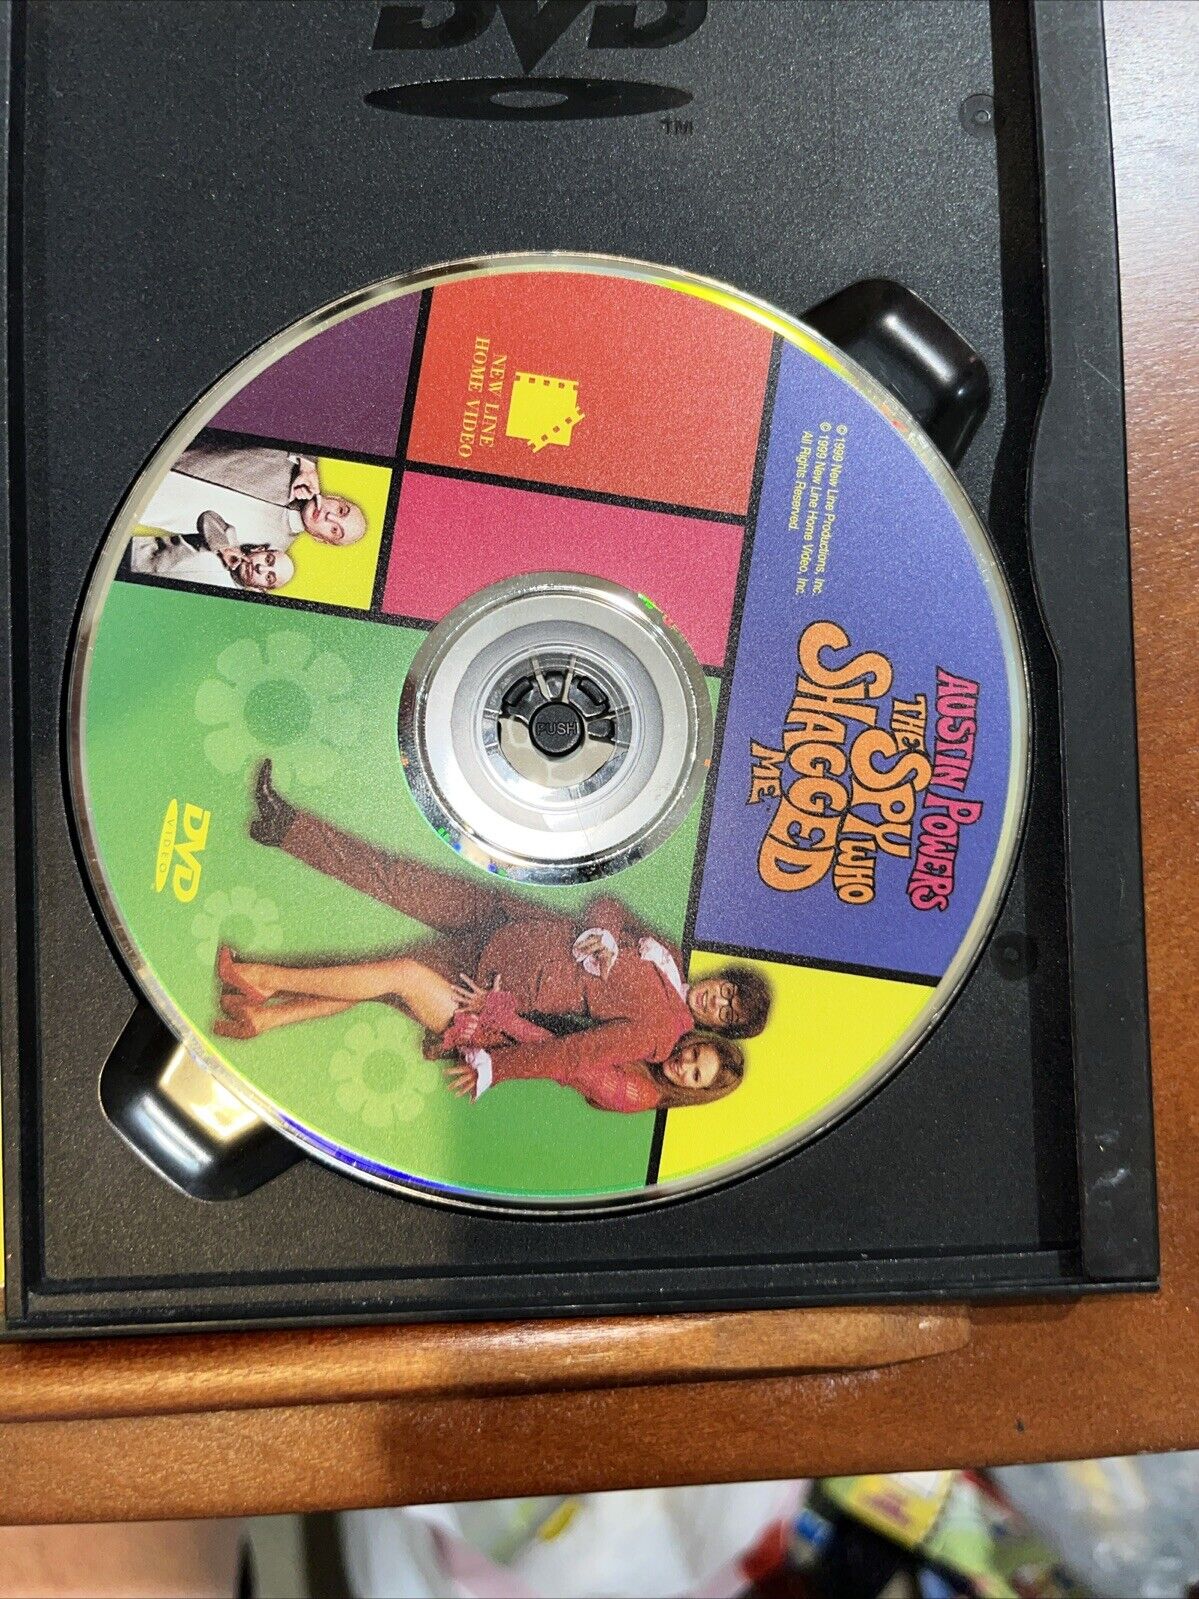 DVD
TM
NEW LINE
HOME VIDEO
© 1999 New Line Productions, Inc.
© 1999 New Line Home Video, Inc.
All Rights Reserved.
AUSTIN POWERS
THE SPY WHO
SHAGGED
ME
PUSH
DVD
VIDEO